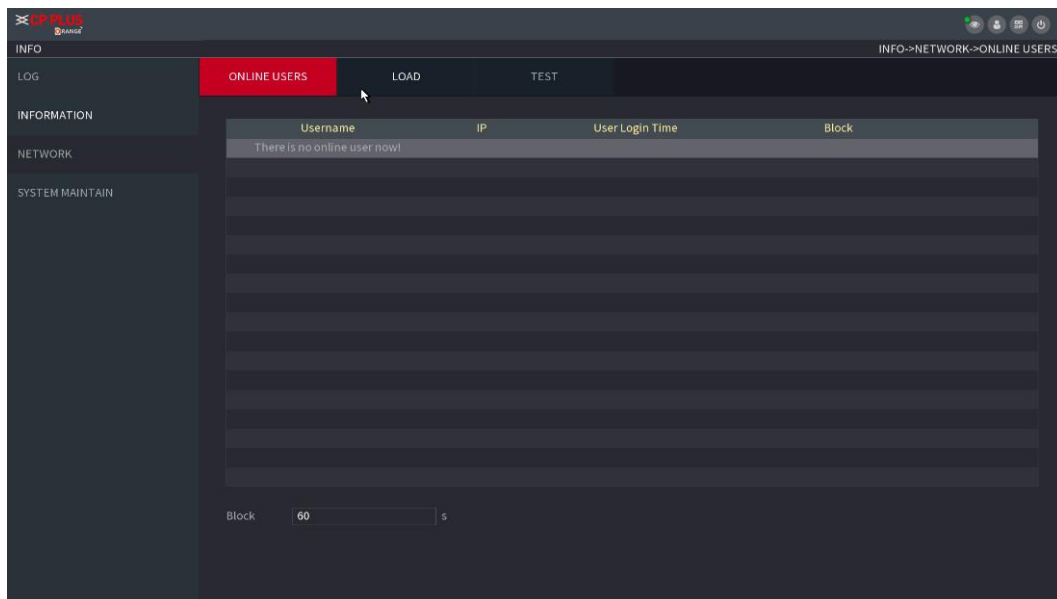 CP PLUS
ORANGE
INFO
INFO->NETWORK->ONLINE USERS
LOG
INFORMATION
NETWORK
SYSTEM MAINTAIN
ONLINE USERS LOAD TEST
Username IP User Login Time Block
There is no online user now!
Block 60 s